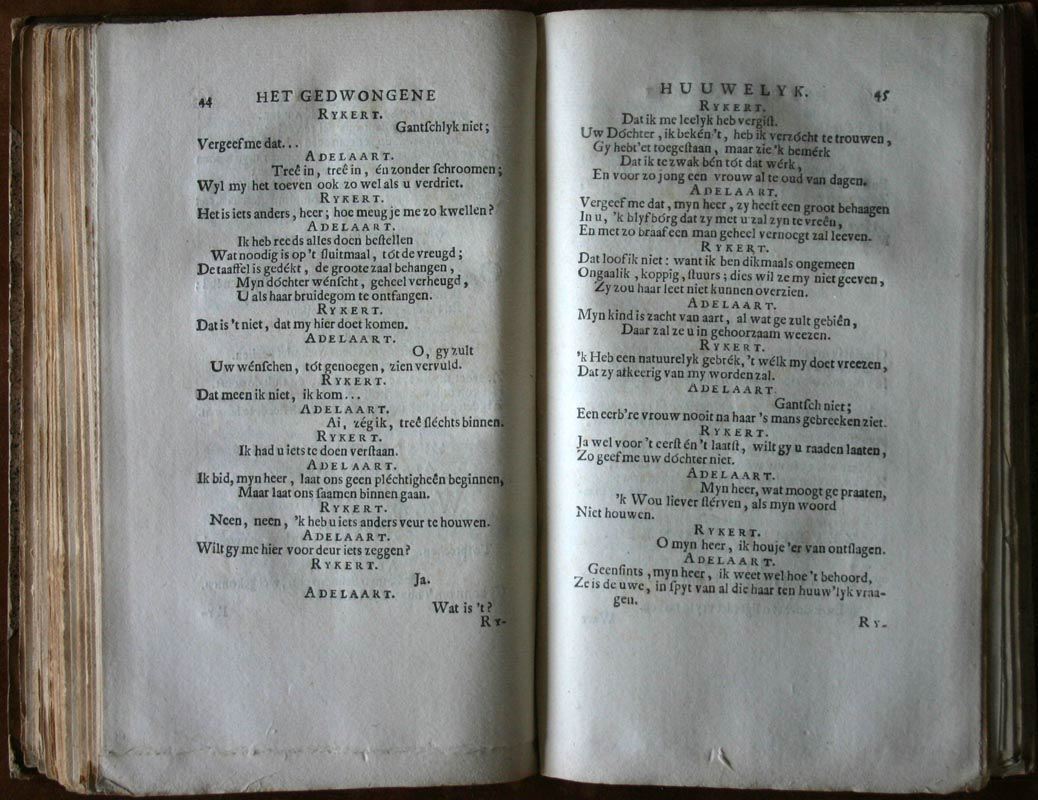 44 HET GEDWONGENE
RYKERT.
Gantſchlyk niet;
Vergeef me dat...
ADELAART.
Treê in, treê in, én zonder ſchroomen;
Wyl my het toeven ook zo wel als u verdriet.
RYKERT.
Het is iets anders, heer; hoe meug je me zo kwellen?
ADELAART.
Ik heb reeds alles doen beſtellen
Wat noodig is op 't ſluitmaal, tót de vreugd;
De taaffel is gedékt, de groote zaal behangen,
Myn dóchter wénſcht, geheel verheugd,
U als haar bruidegom te ontfangen.
RYKERT.
Dat is 't niet, dat my hier doet komen.
ADELAART.
O, gy zult
Uw wénſchen, tót genoegen, zien vervuld.
RYKERT.
Dat meen ik niet, ik kom...
ADELAART.
Ai, zég ik, treê ſléchts binnen.
RYKERT.
Ik had u iets te doen verſtaan.
ADELAART.
Ik bid, myn heer, laat ons geen pléchtigheên beginnen,
Maar laat ons ſaamen binnen gaan.
RYKERT.
Neen, neen, 'k heb u iets anders veur te houwen.
ADELAART.
Wilt gy me hier voor deur iets zeggen?
RYKERT.
Ja.
ADELAART.
Wat is 't?
RY-
HUUWELYK. 45
RYKERT.
Dat ik me leelyk heb vergiſt.
Uw Dóchter, ik bekén 't, heb ik verzócht te trouwen,
Gy hebt'et toegeſtaan, maar zie 'k bemérk
Dat ik te zwak bén tót dat wérk,
En voor zo jong een vrouw al te oud van dagen.
ADELAART.
Vergeef me dat, myn heer, zy heeft een groot behaagen
In u, 'k blyf bórg dat zy met u zal zyn te vreên,
En met zo braaf een man geheel vernoegt zal leeven.
RYKERT.
Dat loof ik niet: want ik ben dikmaals ongemeen
Ongaalik, koppig, ſtuurs; dies wil ze my niet geeven,
Zy zou haar leet niet kunnen overzien.
ADELAART.
Myn kind is zacht van aart, al wat ge zult gebiên,
Daar zal ze u in gehoorzaam weezen.
RYKERT.
'k Heb een natuurelyk gebrék, 't wélk my doet vreezen,
Dat zy afkeerig van my worden zal.
ADELAART.
Gantſch niet;
Een eerb're vrouw nooit na haar 's mans gebreeken ziet.
RYKERT.
Ja wel voor 't eerſt én 't laatſt, wilt gy u raaden laaten,
Zo geef me uw dóchter niet.
ADELAART.
Myn heer, wat moogt ge praaten,
'k Wou liever ſtérven, als myn woord
Niet houwen.
RYKERT.
O myn heer, ik hou je 'er van ontſlagen.
ADELAART.
Geenſints, myn heer, ik weet wel hoe 't behoord,
Ze is de uwe, in ſpyt van al die haar ten huuw'lyk vraa-
gen.
RY-